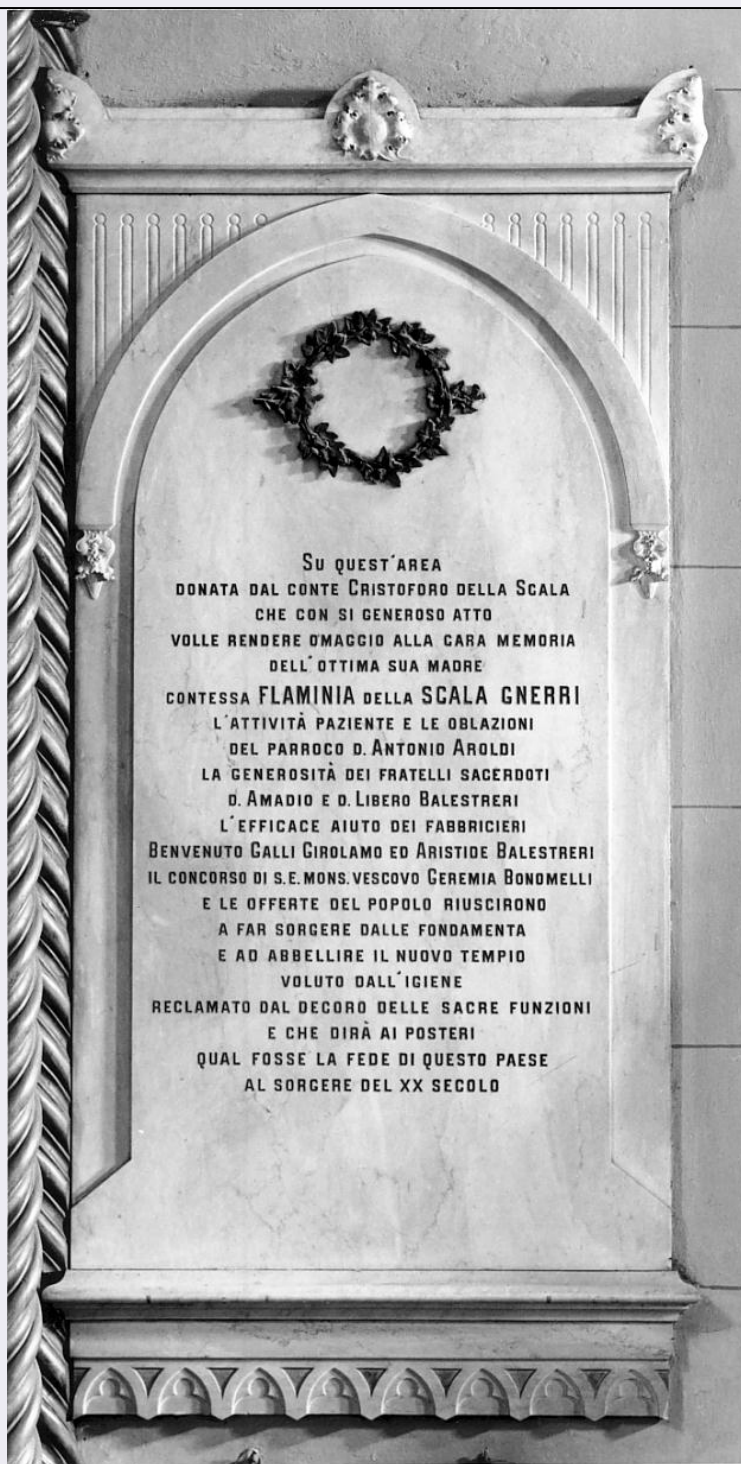 Su quest'area
donata dal conte Cristoforo della Scala
che con si generoso atto
volle rendere omaggio alla cara memoria
dell'ottima sua madre
contessa FLAMINIA della SCALA GNERRI
l'attività paziente e le oblazioni
del parroco D. Antonio Aroldi
la generosità dei fratelli sacerdoti
D. Amadio e D. Libero Balestreri
l'efficace aiuto dei fabbricieri
Benvenuto Galli Girolamo ed Aristide Balestreri
il concorso di S.E. Mons. Vescovo Geremia Bonomelli
e le offerte del popolo riuscirono
a far sorgere dalle fondamenta
e ad abbellire il nuovo tempio
voluto dall'igiene
reclamato dal decoro delle sacre funzioni
e che dirà ai posteri
qual fosse la fede di questo paese
al sorgere del XX secolo